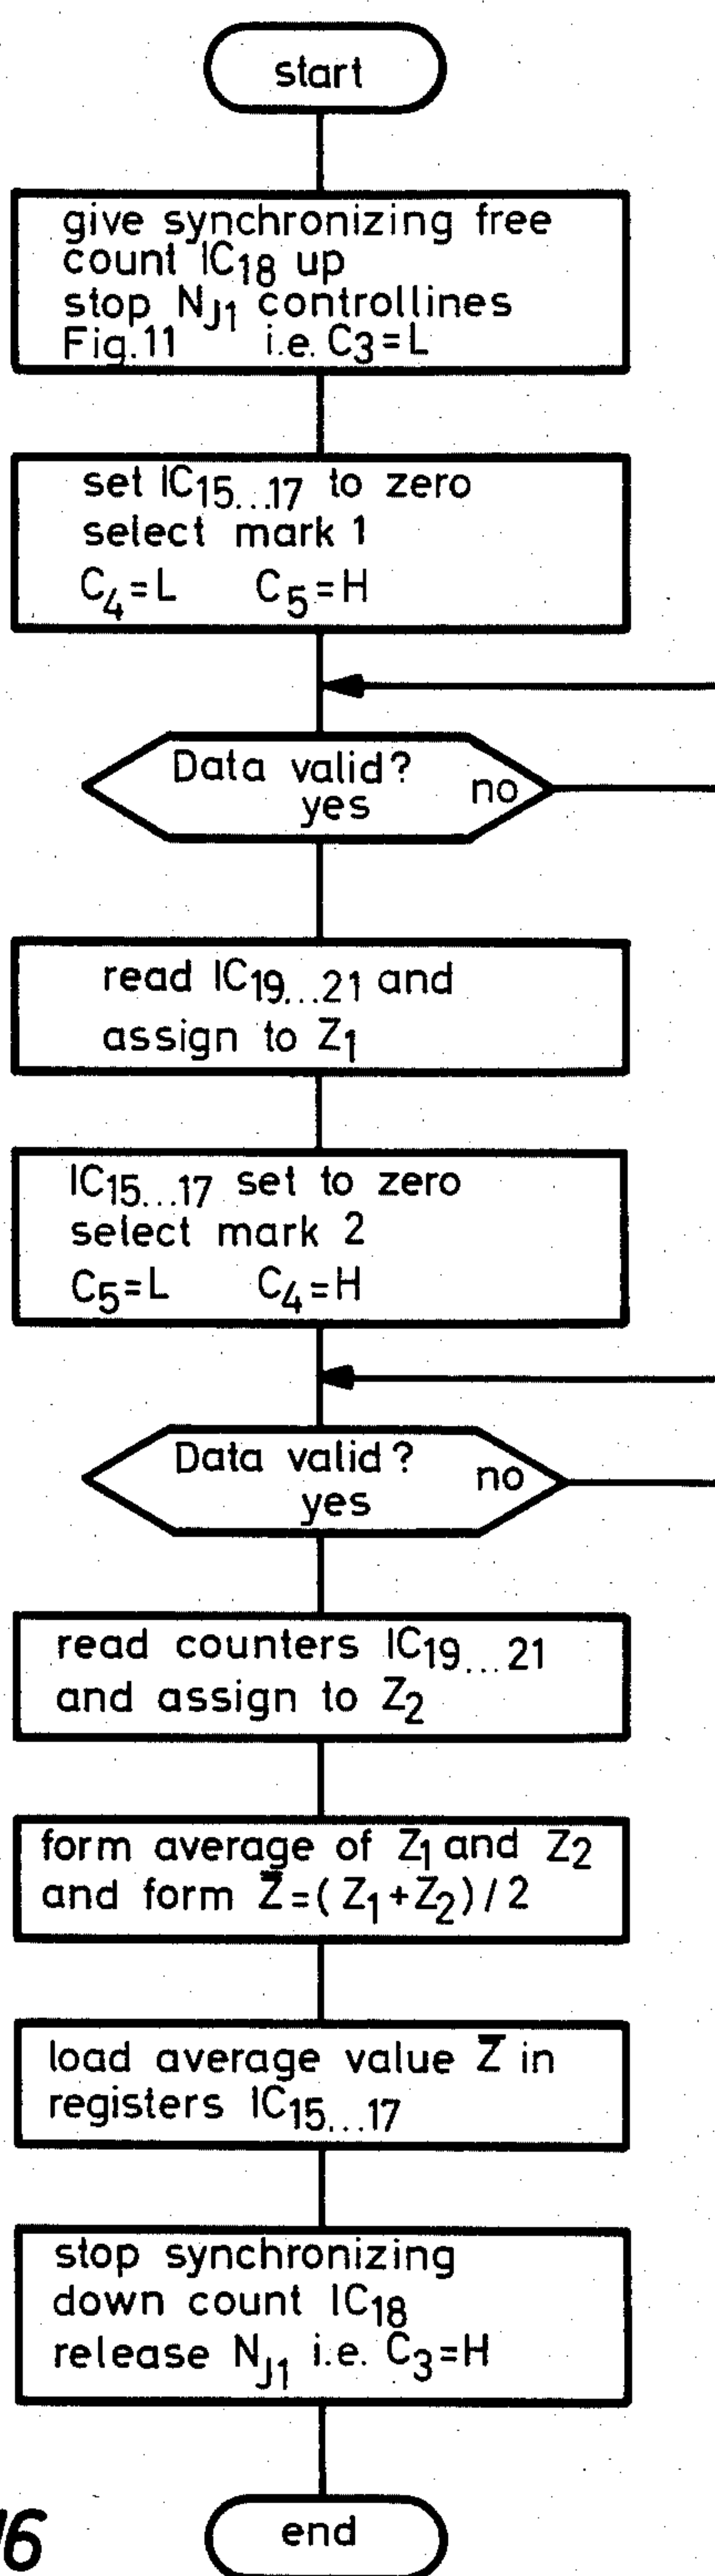 start
give synchronizing free
count IC18 up
stop NJ1 controllines
Fig.11 i.e. C3=L
set IC15...17 to zero
select mark 1
C4=L C5=H
Data valid?
yes no
read IC19...21 and
assign to Z1
IC15...17 set to zero
select mark 2
C5=L C4=H
Data valid?
yes no
read counters IC19...21
and assign to Z2
form average of Z1 and Z2
and form Z̄=(Z1+Z2)/2
load average value Z̄ in
registers IC15...17
stop synchronizing
down count IC18
release NJ1 i.e. C3=H
end
16